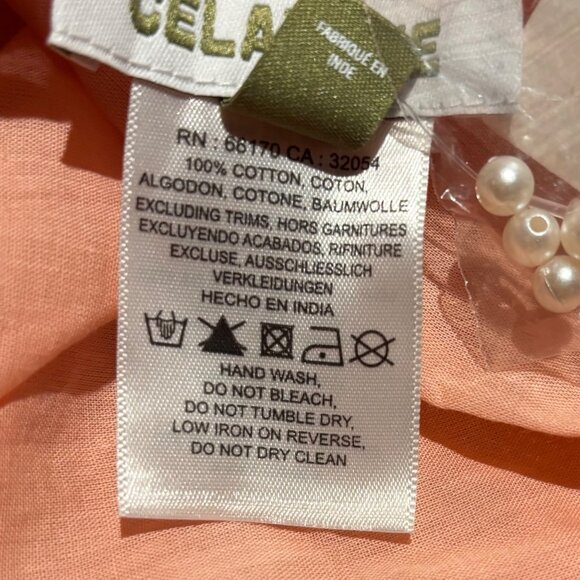 FABRIQUÉ EN
INDE
RN : 68170 CA : 32054
100% COTTON, COTON,
ALGODON, COTONE, BAUMWOLLE
EXCLUDING TRIMS, HORS GARNITURES
EXCLUYENDO ACABADOS, RIFINITURE
EXCLUSE, AUSSCHLIESSLICH
VERKLEIDUNGEN
HECHO EN INDIA
HAND WASH,
DO NOT BLEACH,
DO NOT TUMBLE DRY,
LOW IRON ON REVERSE,
DO NOT DRY CLEAN